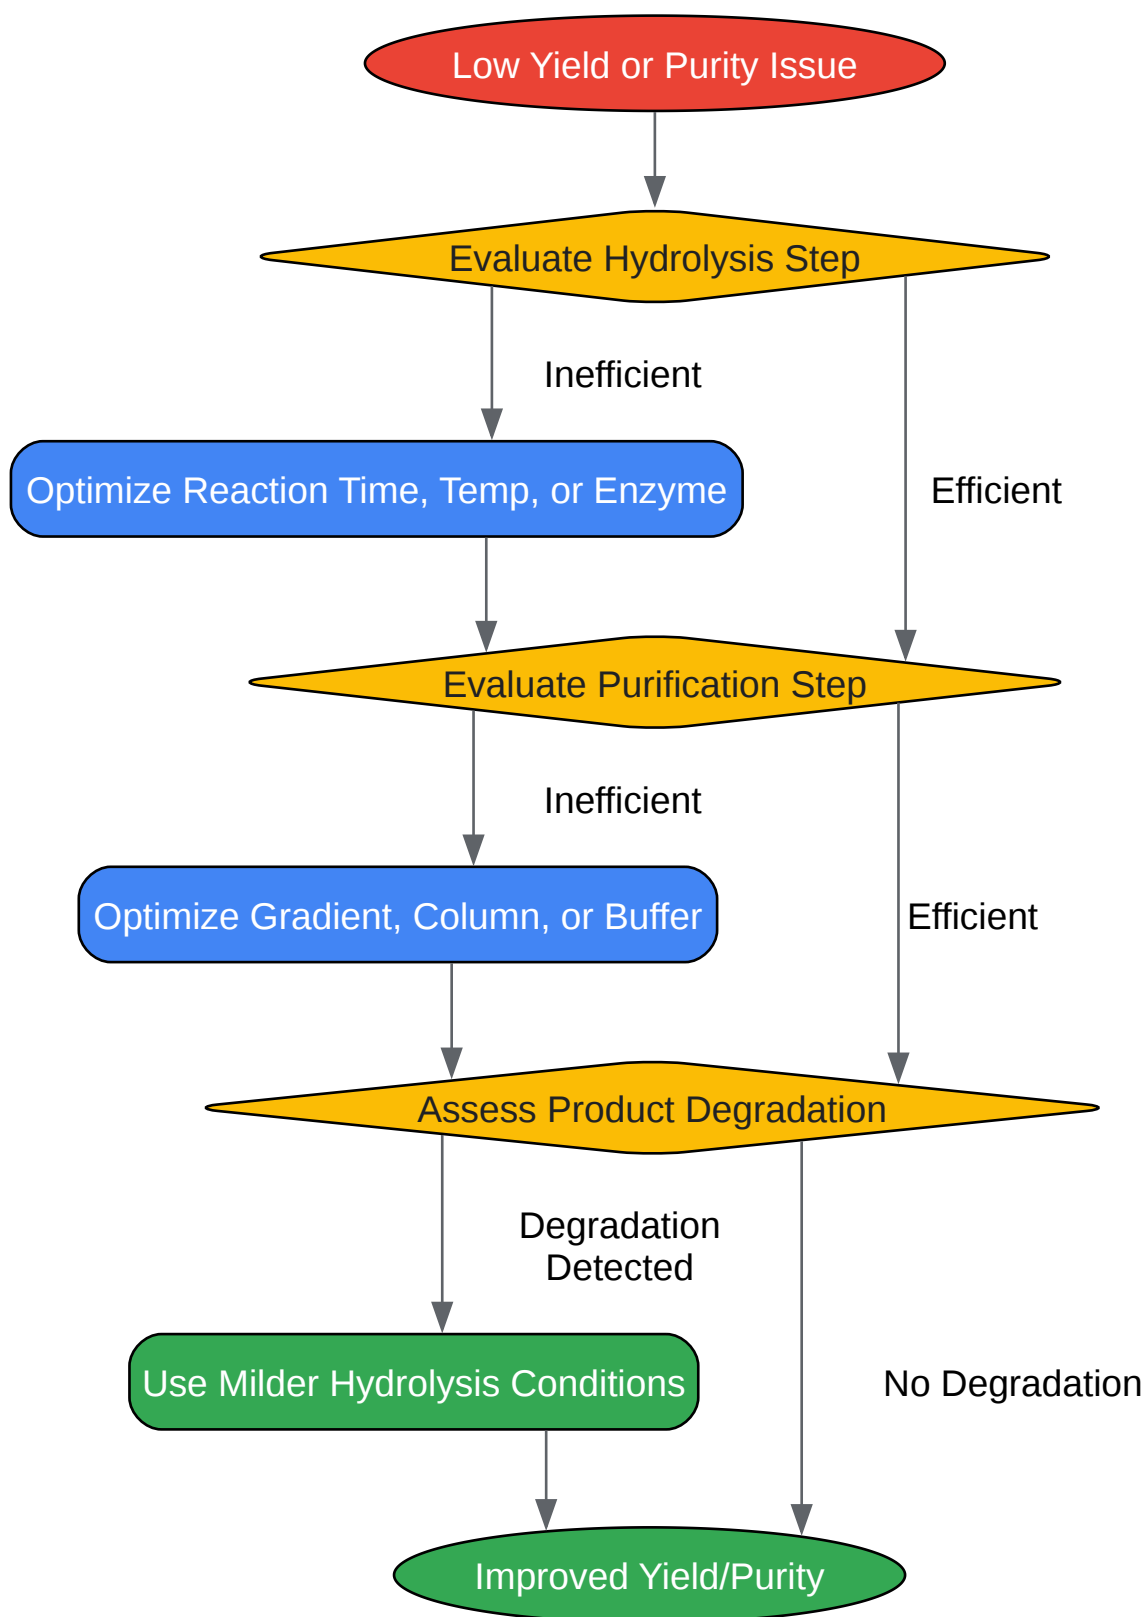 Low Yield or Purity Issue
Evaluate Hydrolysis Step
Inefficient
Optimize Reaction Time, Temp, or Enzyme
Efficient
Evaluate Purification Step
Inefficient
Optimize Gradient, Column, or Buffer
Efficient
Assess Product Degradation
Degradation
Detected
Use Milder Hydrolysis Conditions
No Degradation
Improved Yield/Purity